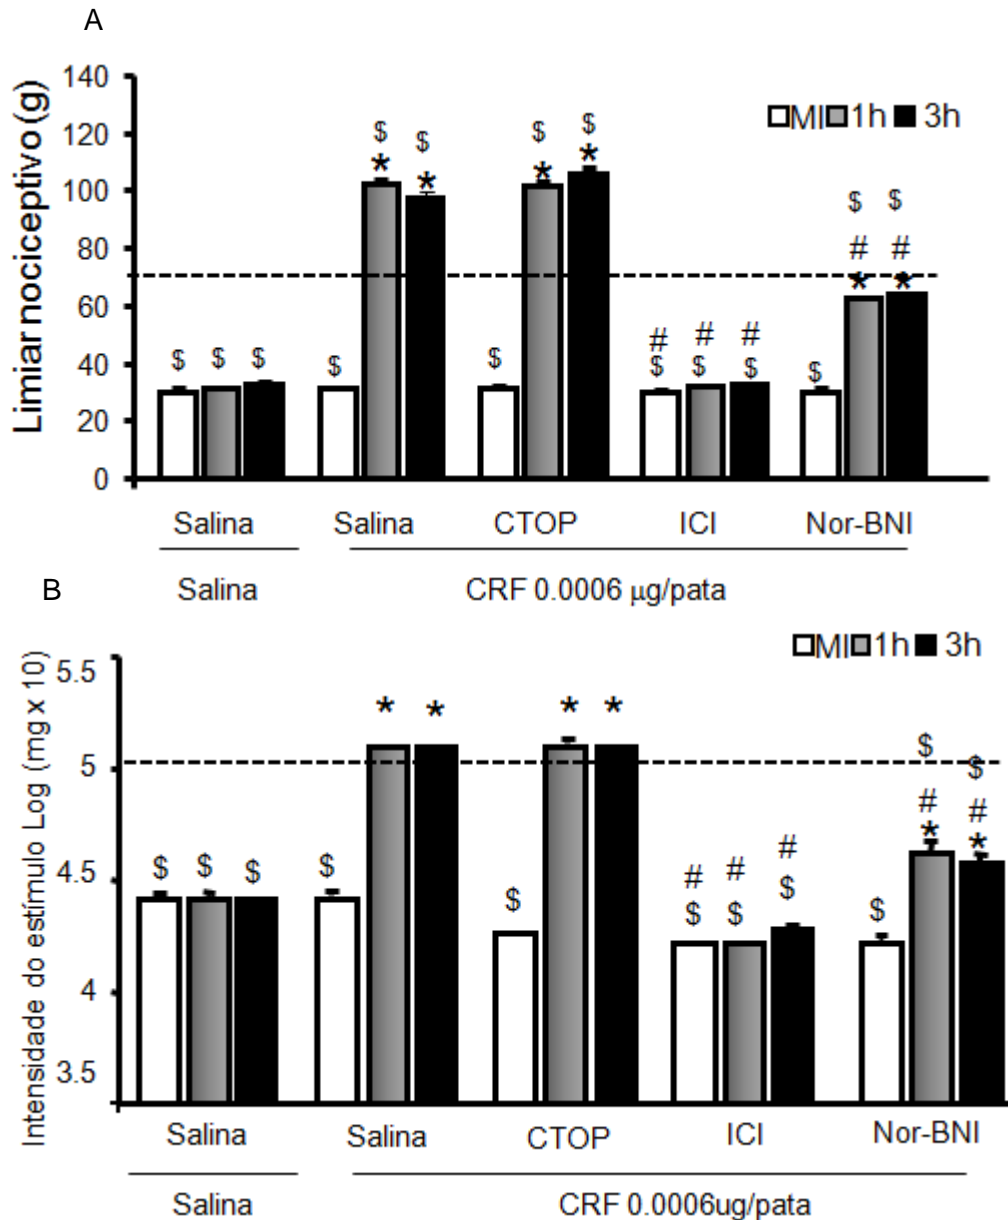 A
Limiar nociceptivo (g)
140
120
100
80
60
40
20
0
MI 1h 3h
$ $
* *
$ $
* *
$ $
# #
* *
# # #
$ $ $ $ $ $ $ $ $
Salina Salina CTOP ICI Nor-BNI
Salina CRF 0.0006 μg/pata
B
Intensidade do estímulo Log (mg x 10)
5.5
5
4.5
4
3.5
MI 1h 3h
* * * *
$ $
# #
* *
# # #
$ $ $ $ $ $ $ $ $
Salina Salina CTOP ICI Nor-BNI
Salina CRF 0.0006ug/pata